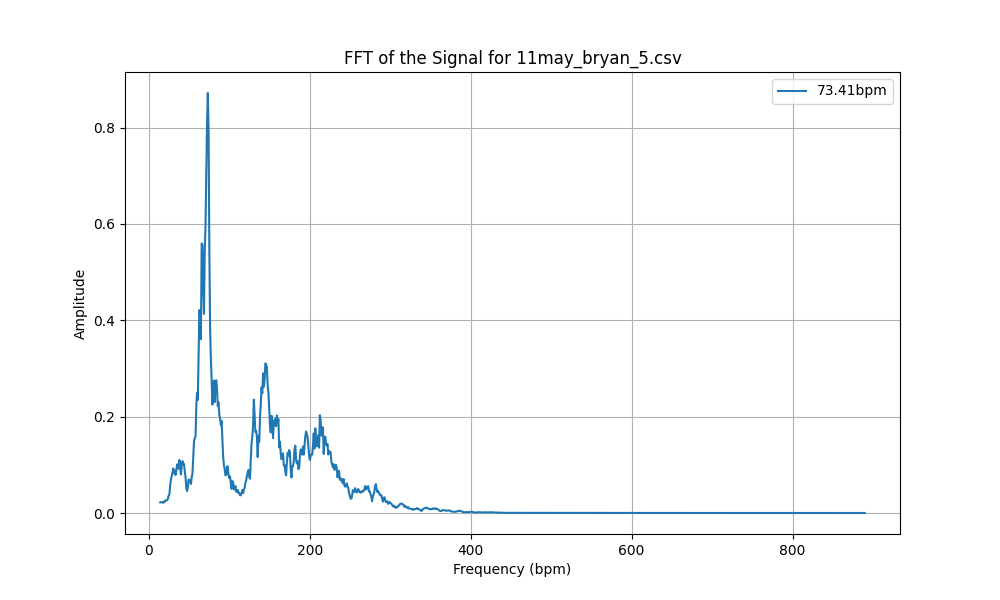 FFT of the Signal for 11may_bryan_5.csv
73.41bpm
0.8
0.6
0.4
0.2
0.0
Amplitude
0 200 400 600 800
Frequency (bpm)